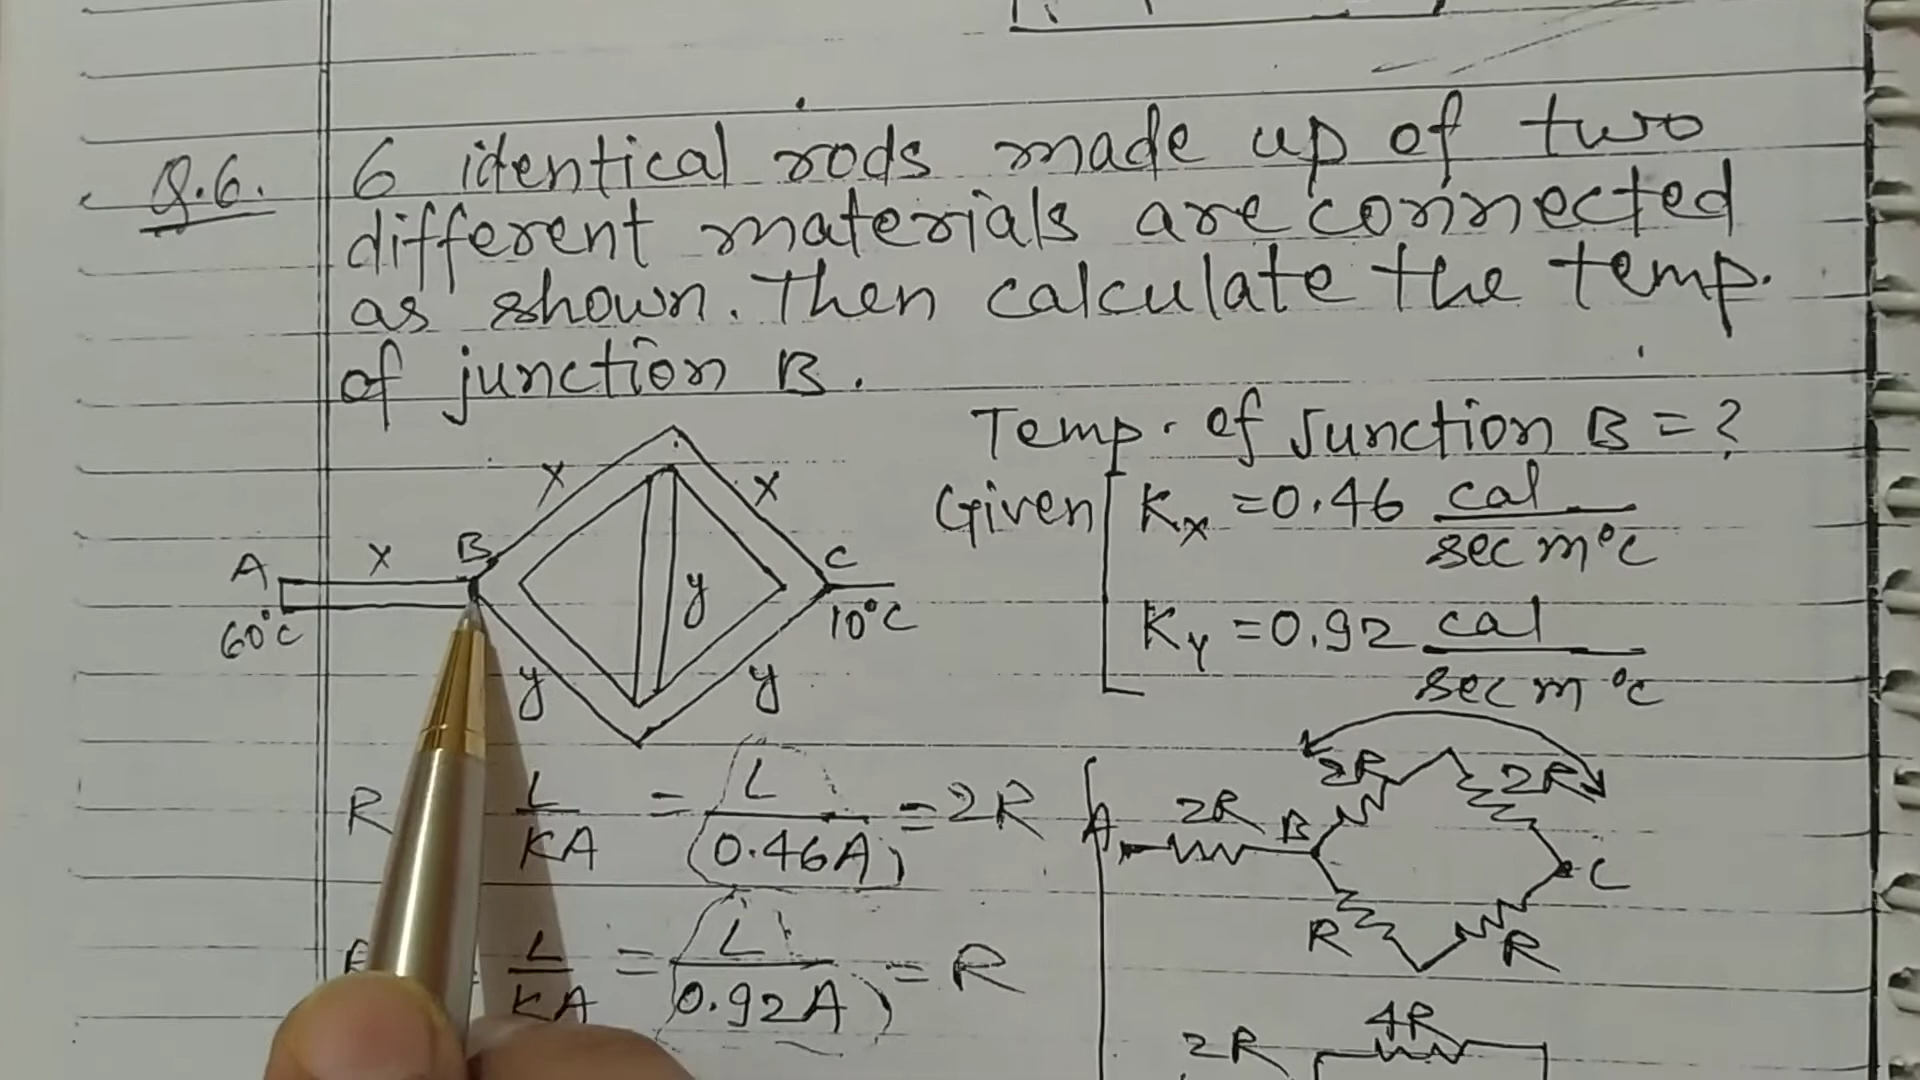 Q.6. 6 identical rods made up of two
different materials are connected
as shown. Then calculate the temp.
of junction B.
Temp. of Junction B = ?
Given Kx = 0.46 cal / sec m°C
Ky = 0.92 cal / sec m°C
x x
A x B C
60°C y 10°C
y y
R L/KA = L/(0.46A) = 2R
L/KA = L/(0.92A) = R
2R 2R
A 2R B C
R R
4R
2R